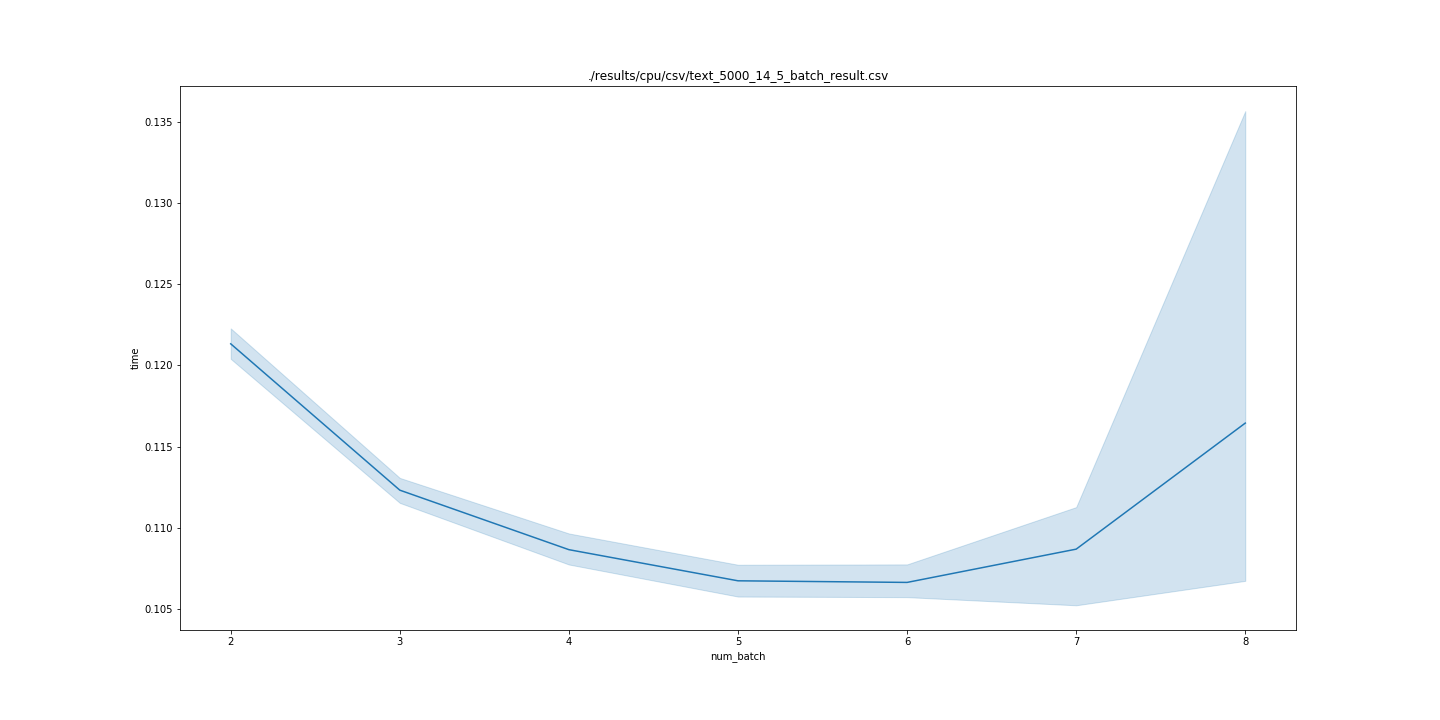 ./results/cpu/csv/text_5000_14_5_batch_result.csv
0.135
0.130
0.125
0.120
0.115
0.110
0.105
time
2 3 4 5 6 7 8
num_batch